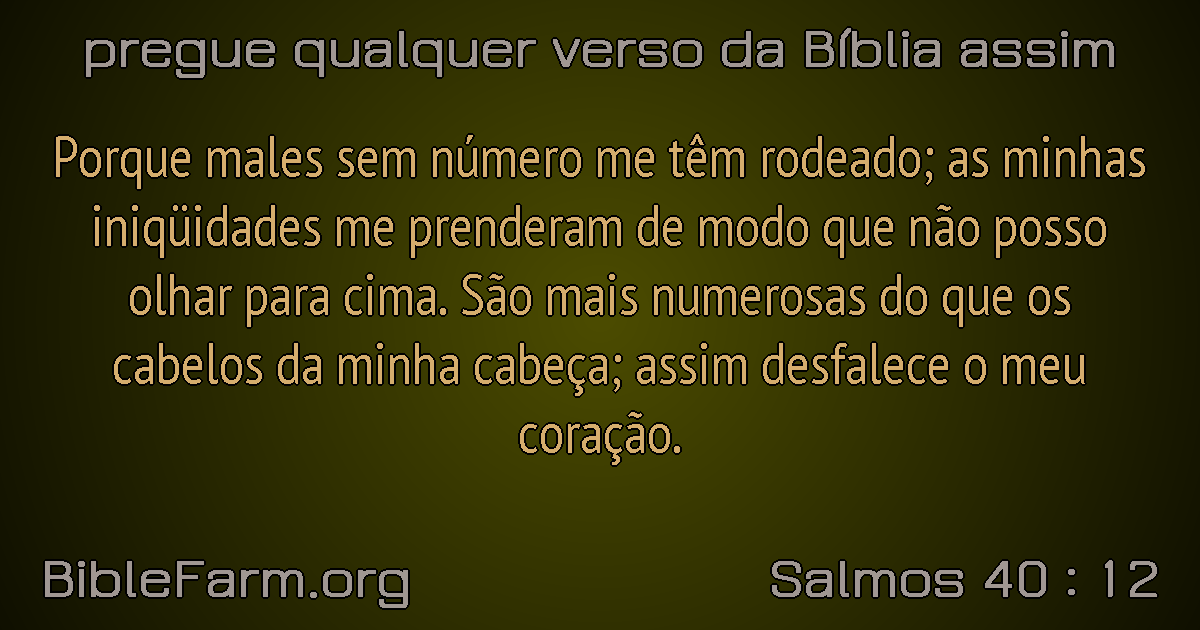 pregue qualquer verso da Bíblia assim
Porque males sem número me têm rodeado; as minhas
iniqüidades me prenderam de modo que não posso
olhar para cima. São mais numerosas do que os
cabelos da minha cabeça; assim desfalece o meu
coração.
BibleFarm.org
Salmos 40 : 12